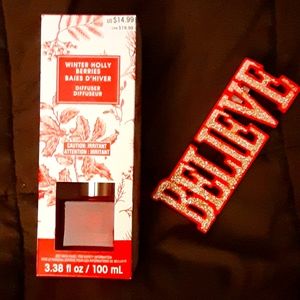 US $14.99
WINTER HOLLY
BERRIES
BAIES D'HIVER
DIFFUSER
DIFFUSEUR
CAUTION: IRRITANT
ATTENTION : IRRITANT
3.38 fl oz / 100 mL
BELIEVE